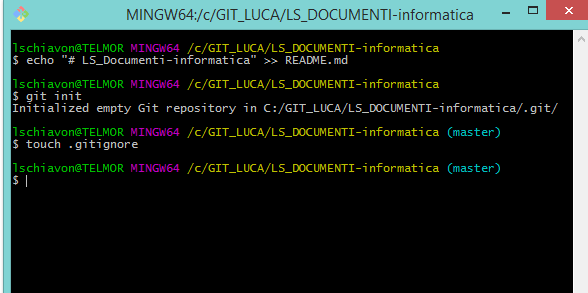 MINGW64:/c/GIT_LUCA/LS_DOCUMENTI-informatica
lschiavon@TELMOR MINGW64 /c/GIT_LUCA/LS_DOCUMENTI-informatica
$ echo "# LS_Documenti-informatica" >> README.md
lschiavon@TELMOR MINGW64 /c/GIT_LUCA/LS_DOCUMENTI-informatica
$ git init
Initialized empty Git repository in C:/GIT_LUCA/LS_DOCUMENTI-informatica/.git/
lschiavon@TELMOR MINGW64 /c/GIT_LUCA/LS_DOCUMENTI-informatica (master)
$ touch .gitignore
lschiavon@TELMOR MINGW64 /c/GIT_LUCA/LS_DOCUMENTI-informatica (master)
$